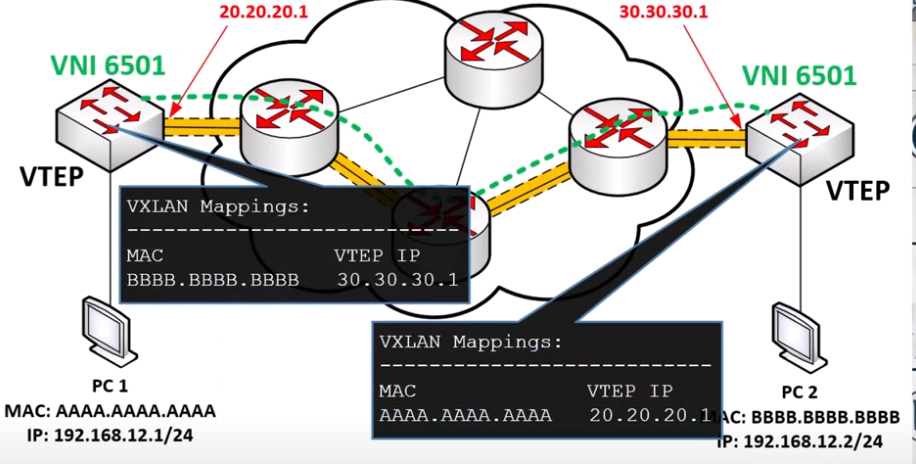 20.20.20.1
30.30.30.1
VNI 6501
VNI 6501
VTEP
VTEP
VXLAN Mappings:
----------------------------
MAC VTEP IP
BBBB.BBBB.BBBB 30.30.30.1
VXLAN Mappings:
----------------------------
MAC VTEP IP
AAAA.AAAA.AAAA 20.20.20.1
PC 1
MAC: AAAA.AAAA.AAAA
IP: 192.168.12.1/24
PC 2
MAC: BBBB.BBBB.BBBB
IP: 192.168.12.2/24